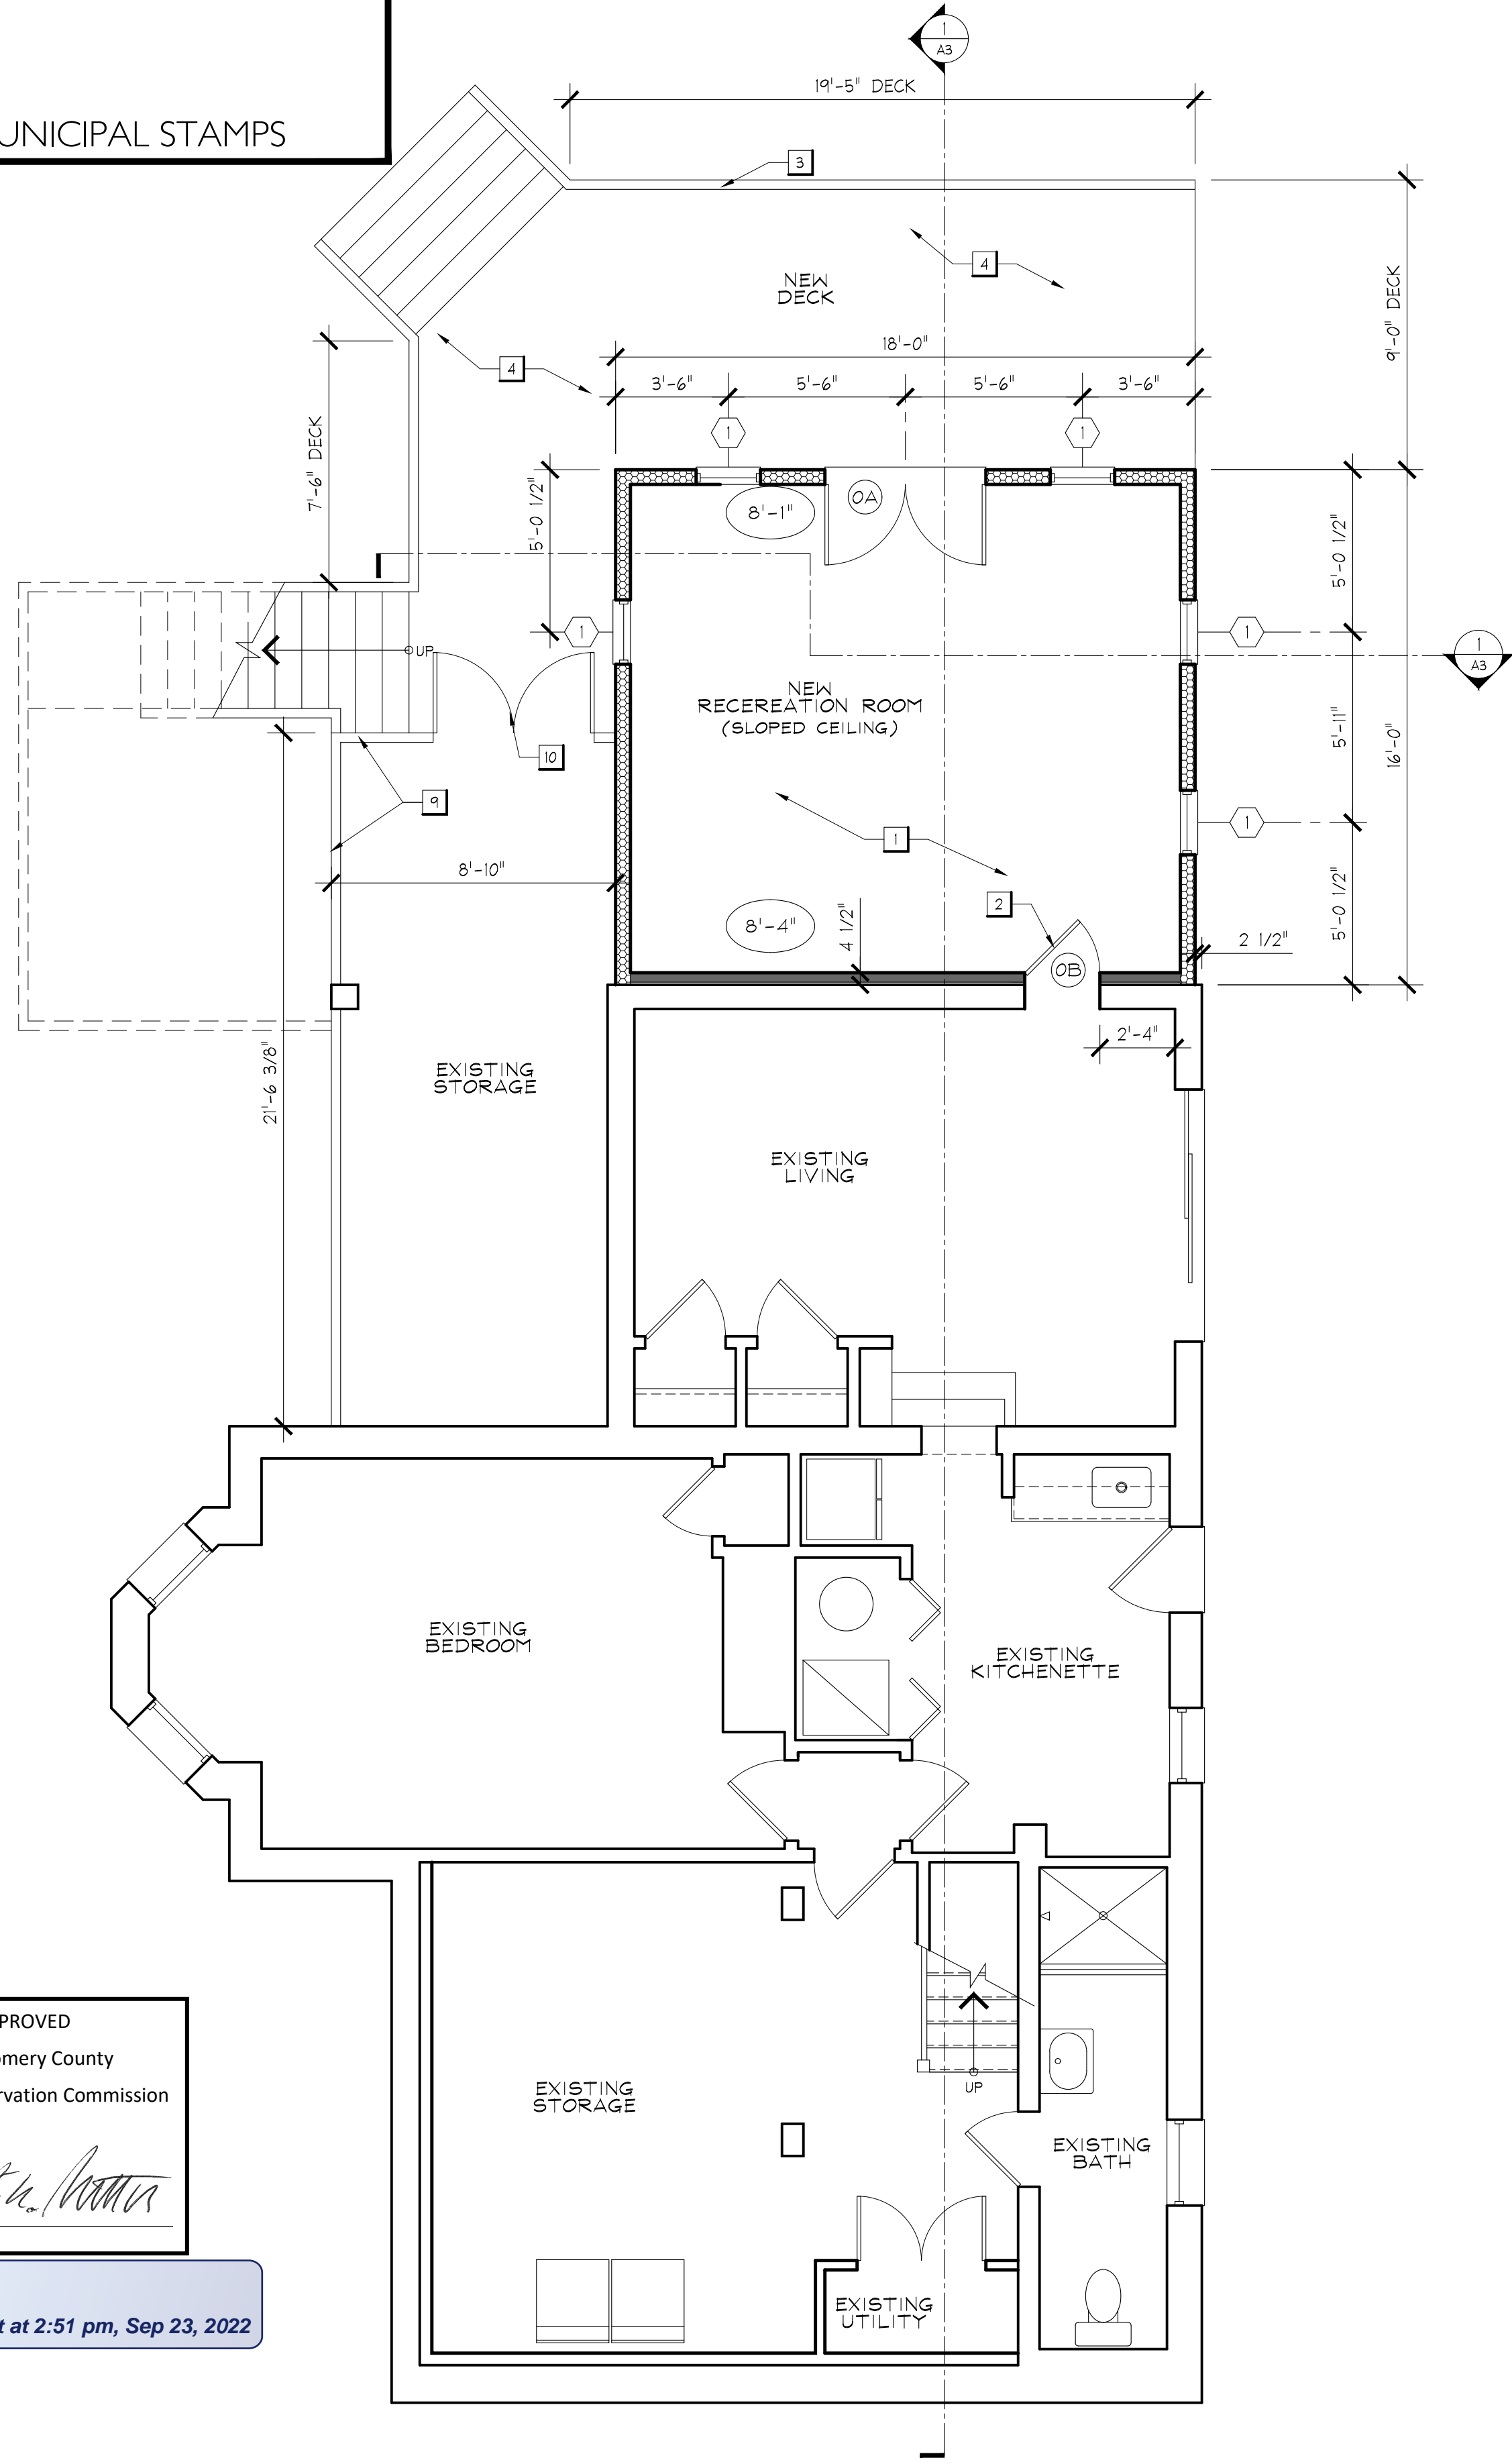 1
A3
19'-5" DECK
UNICIPAL STAMPS
3
4
NEW
DECK
9'-0" DECK
18'-0"
4
3'-6"
5'-6"
5'-6"
3'-6"
7'-6" DECK
1
1
5'-0 1/2"
0A
8'-1"
5'-0 1/2"
1
1
1
A3
UP
NEW
RECEREATION ROOM
(SLOPED CEILING)
5'-11"
16'-0"
10
9
1
1
8'-10"
2
8'-4"
4 1/2"
5'-0 1/2"
2 1/2"
0B
2'-4"
21'-6 3/8"
EXISTING
STORAGE
EXISTING
LIVING
EXISTING
BEDROOM
EXISTING
KITCHENETTE
PROVED
omery County
rvation Commission
UP
EXISTING
STORAGE
EXISTING
BATH
EXISTING
UTILITY
t at 2:51 pm, Sep 23, 2022